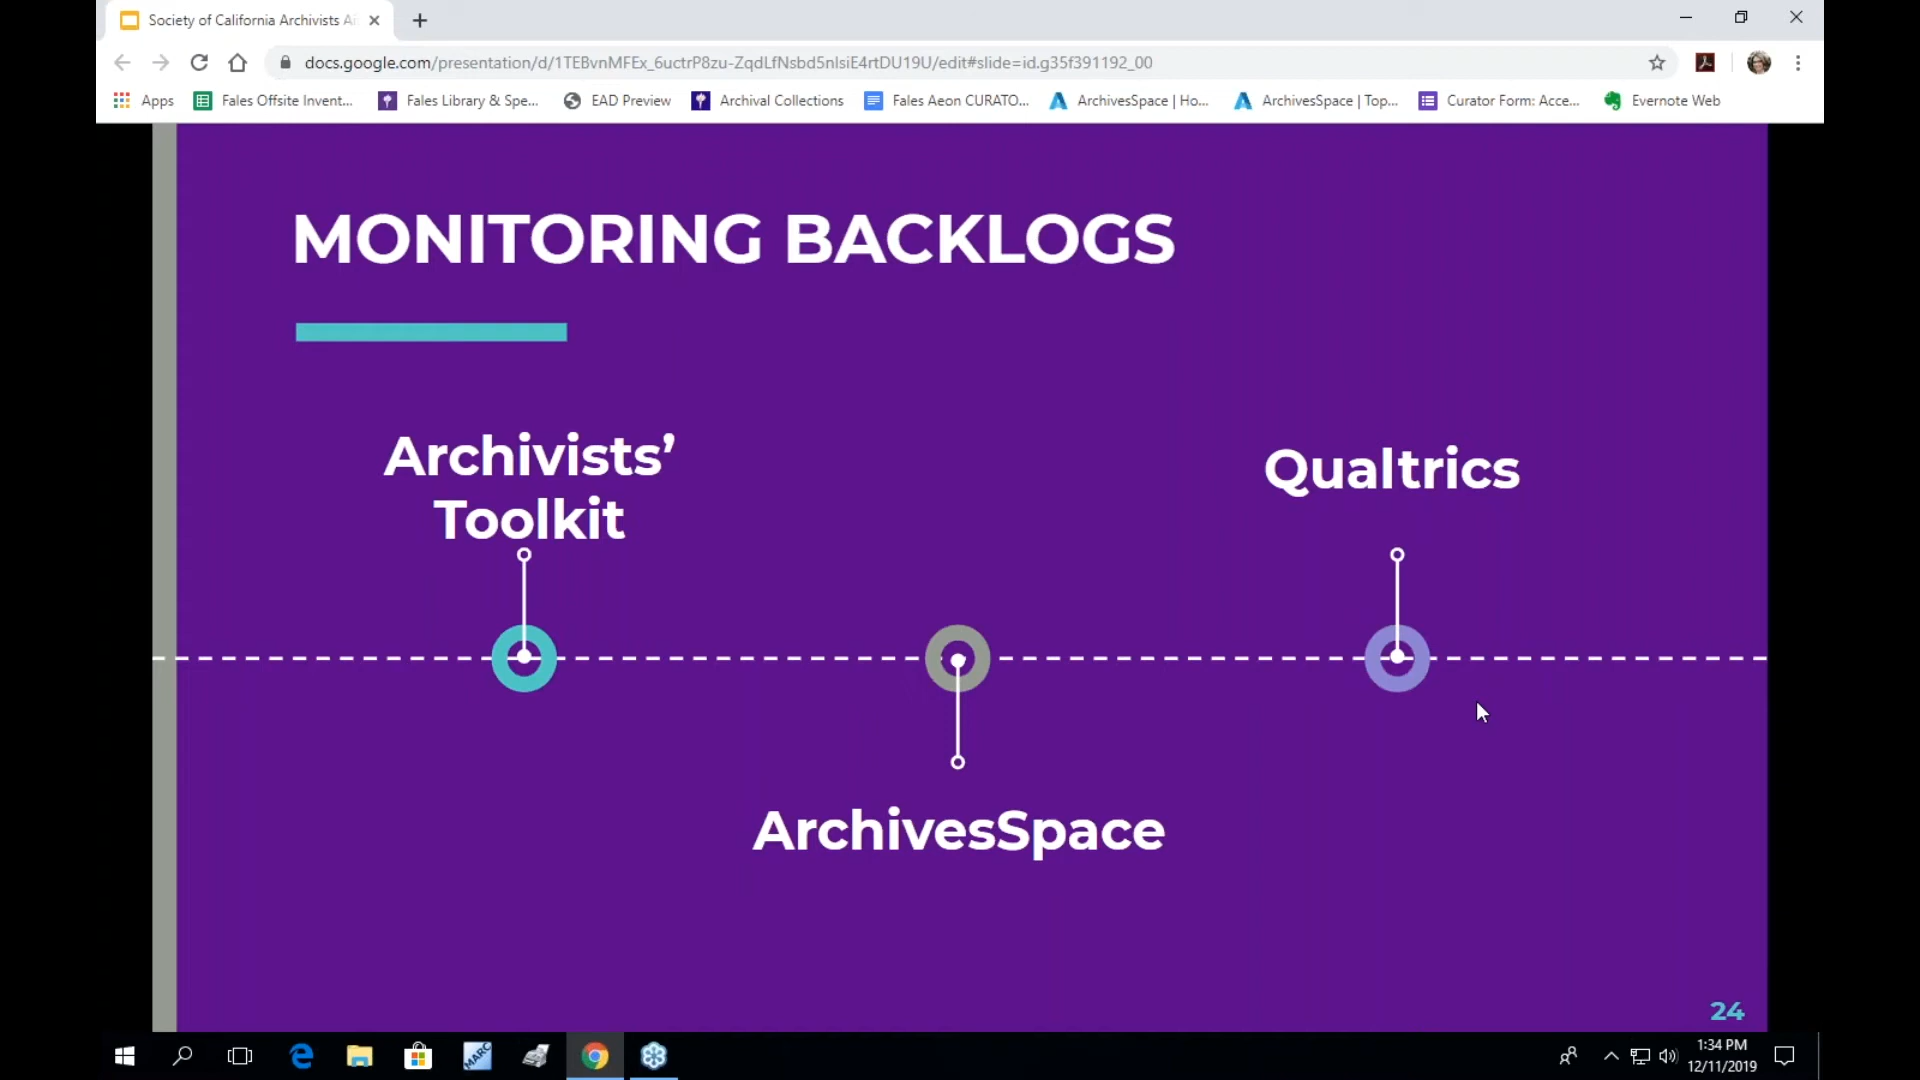 Society of California Archivists Ai
docs.google.com/presentation/d/1TEBvnMFEx_6uctrP8zu-ZqdLfNsbd5nlsiE4rtDU19U/edit#slide=id.g35f391192_00
Apps
Fales Offsite Invent...
Fales Library & Spe...
EAD Preview
Archival Collections
Fales Aeon CURATO...
ArchivesSpace | Ho...
ArchivesSpace | Top...
Curator Form: Acce...
Evernote Web
MONITORING BACKLOGS
Archivists’
Toolkit
Qualtrics
ArchivesSpace
24
MARC
1:34 PM
12/11/2019